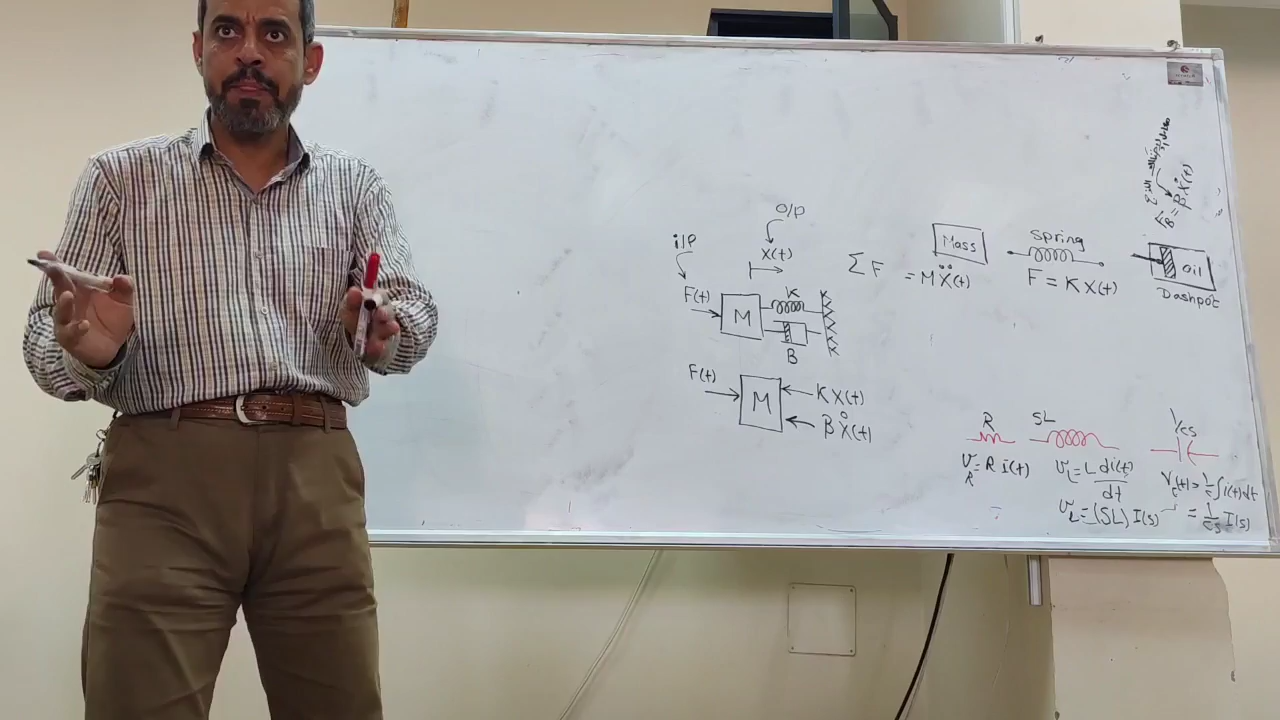 O/P
i/P
X(t)
F(t)
M
K
B
F(t)
M
K X(t)
B Ẋ(t)
Σ F = M Ẍ(t)
Mass
Spring
F = K X(t)
F_B = B Ẋ(t)
Oil
Dashpot
R
V_R = R I(t)
SL
V_L = L di(t)/dt
V_L = (SL) I(s)
1/CS
V_c(t) = 1/C ∫ i(t) dt
= 1/CS I(s)